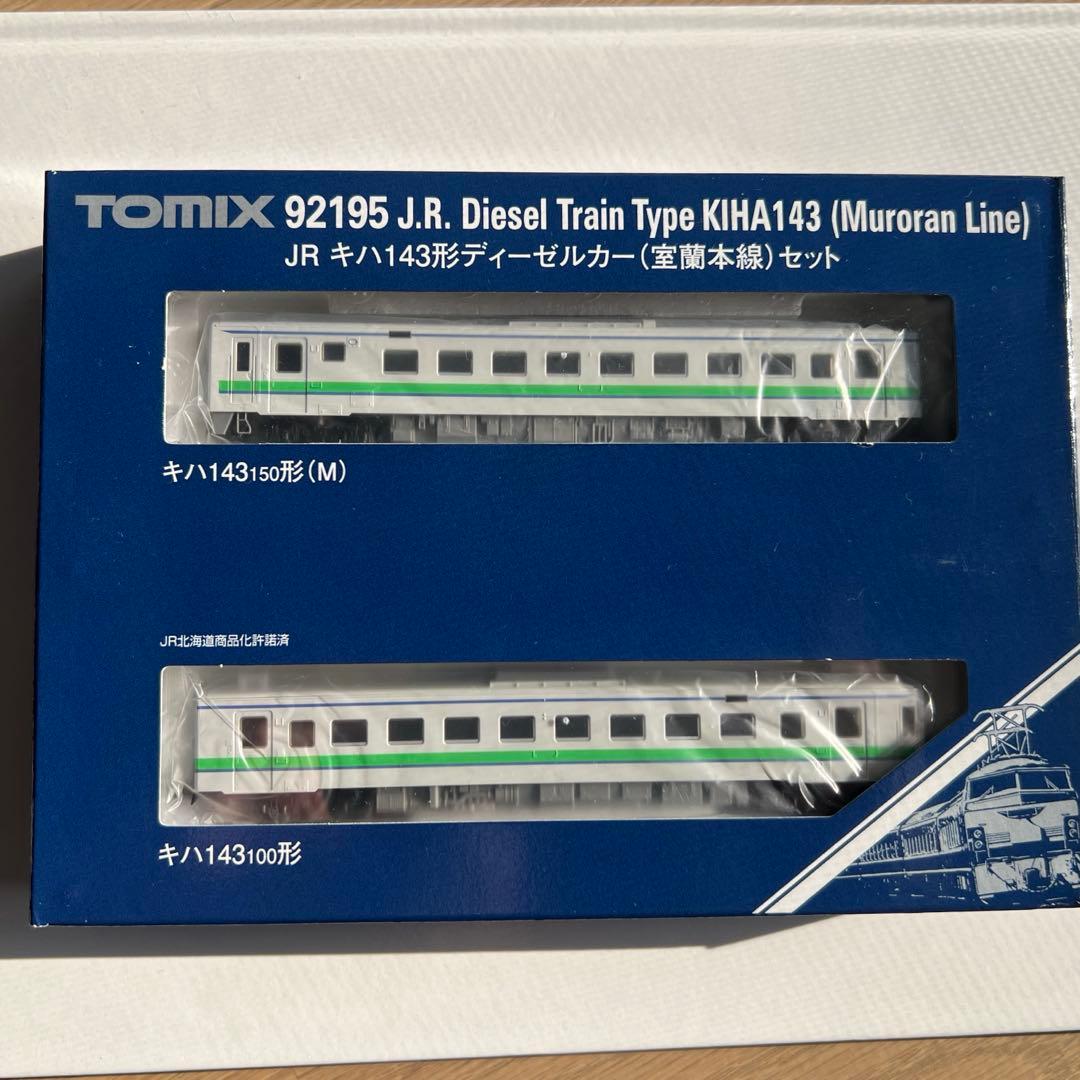 TOMIX 92195 J.R. Diesel Train Type KIHA143 (Muroran Line)
JR キハ143形ディーゼルカー(室蘭本線)セット
キハ143150形(M)
JR北海道商品化許諾済
キハ143100形